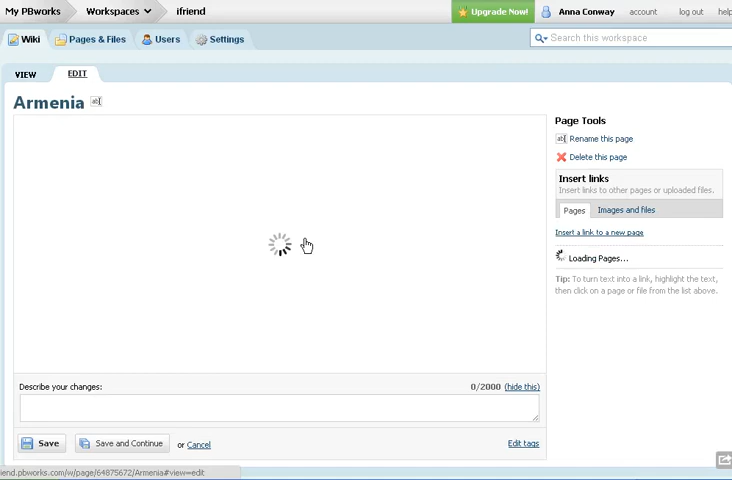 My PBworks Workspaces ifriend Upgrade Now! Anna Conway account log out help
Wiki Pages & Files Users Settings Search this workspace
VIEW EDIT
Armenia
Page Tools
Rename this page
Delete this page
Insert links
Insert links to other pages or uploaded files.
Pages Images and files
Insert a link to a new page
Loading Pages...
Tip: To turn text into a link, highlight the text,
then click on a page or file from the list above.
Describe your changes: 0/2000 (hide this)
Save Save and Continue or Cancel Edit tags
riend.PBworks.com/w/page/64875672/Armenia#view=edit